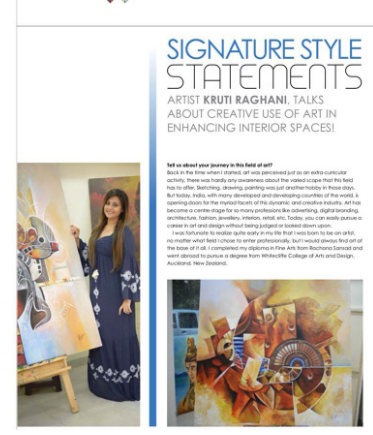 SIGNATURE STYLE
STATEMENTS
ARTIST KRUTI RAGHANI, TALKS
ABOUT CREATIVE USE OF ART IN
ENHANCING INTERIOR SPACES!
Tell us about your journey in this field of art?
Back in the time when I started, art was perceived just as an extra-curricular
activity, there was hardly any awareness about the varied scope that this field
has to offer. Sketching, drawing, painting was just another hobby in those days.
But today, India, with many developed and developing countries of the world, is
opening doors for the myriad facets of this dynamic and creative industry. Art has
become a centre-stage for so many professions like advertising, digital branding,
architecture, fashion, jewellery, interiors, retail, etc. Today, you can easily pursue a
career in art and design without being judged or looked down upon.
I was fortunate to realize quite early in my life that I was born to be an artist,
no matter what field I chose to enter professionally, but I would always find art at
the base of it all. I completed my diploma in Fine Arts from Rachana Sansad and
went abroad to pursue a degree from Whitecliffe College of Arts and Design,
Auckland, New Zealand.